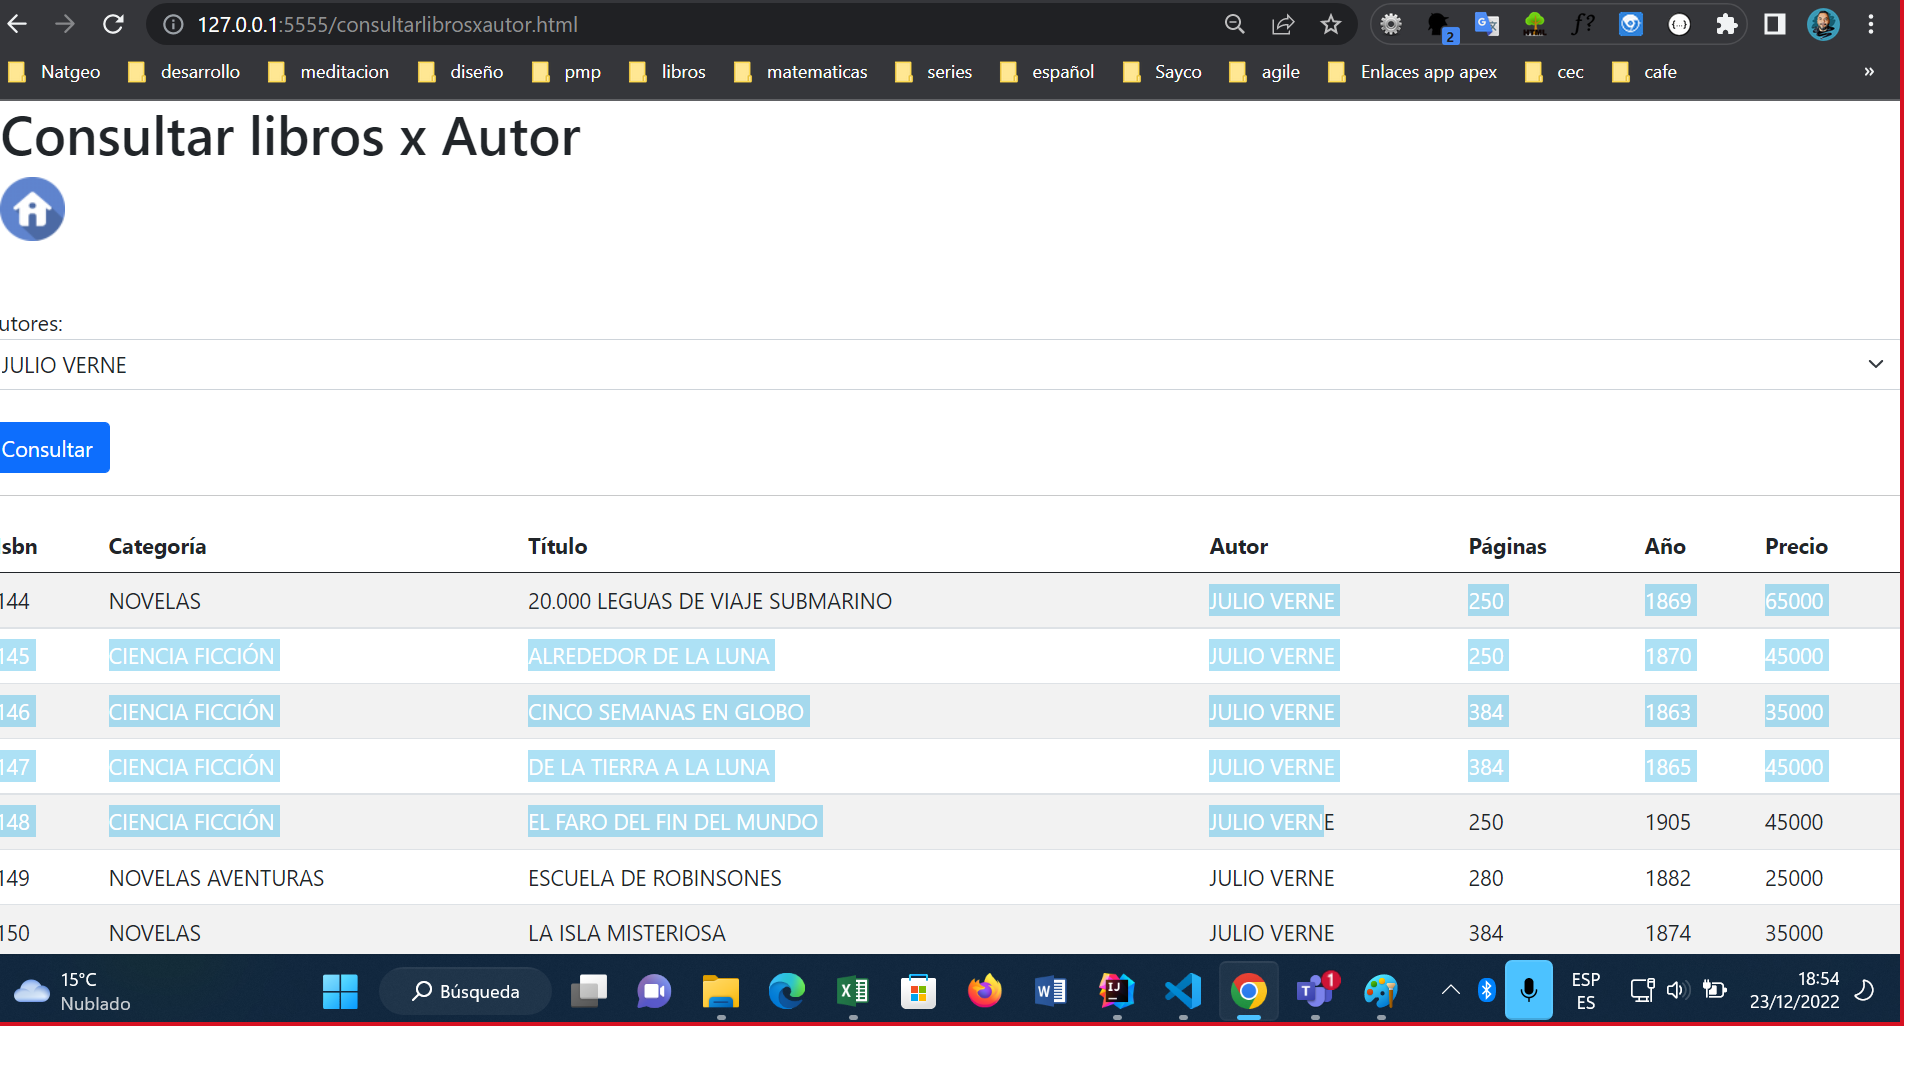 127.0.0.1:5555/consultarlibrosxautor.html
2
Natgeo desarrollo meditacion diseño pmp libros matematicas series español Sayco agile Enlaces app apex cec cafe »
Consultar libros x Autor
utores:
JULIO VERNE
Consultar
sbn Categoría Título Autor Páginas Año Precio
144 NOVELAS 20.000 LEGUAS DE VIAJE SUBMARINO JULIO VERNE 250 1869 65000
145 CIENCIA FICCIÓN ALREDEDOR DE LA LUNA JULIO VERNE 250 1870 45000
146 CIENCIA FICCIÓN CINCO SEMANAS EN GLOBO JULIO VERNE 384 1863 35000
147 CIENCIA FICCIÓN DE LA TIERRA A LA LUNA JULIO VERNE 384 1865 45000
148 CIENCIA FICCIÓN EL FARO DEL FIN DEL MUNDO JULIO VERNE 250 1905 45000
149 NOVELAS AVENTURAS ESCUELA DE ROBINSONES JULIO VERNE 280 1882 25000
150 NOVELAS LA ISLA MISTERIOSA JULIO VERNE 384 1874 35000
15°C
Nublado
Búsqueda
1
ESP
ES
18:54
23/12/2022